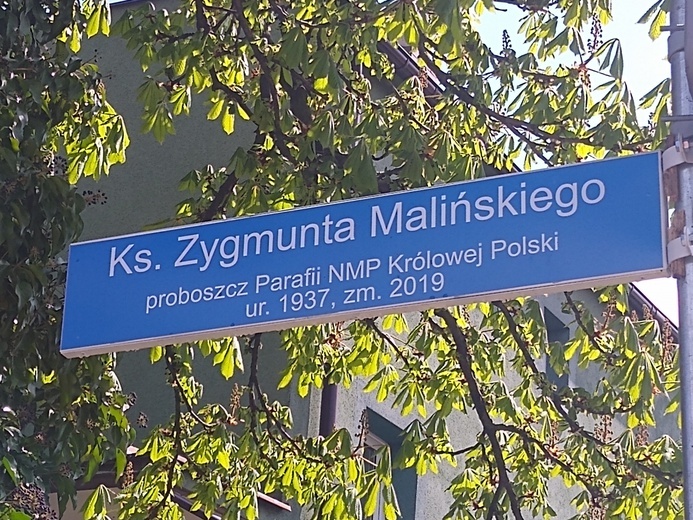 Ks. Zygmunta Malińskiego
proboszcz Parafii NMP Królowej Polski
ur. 1937, zm. 2019